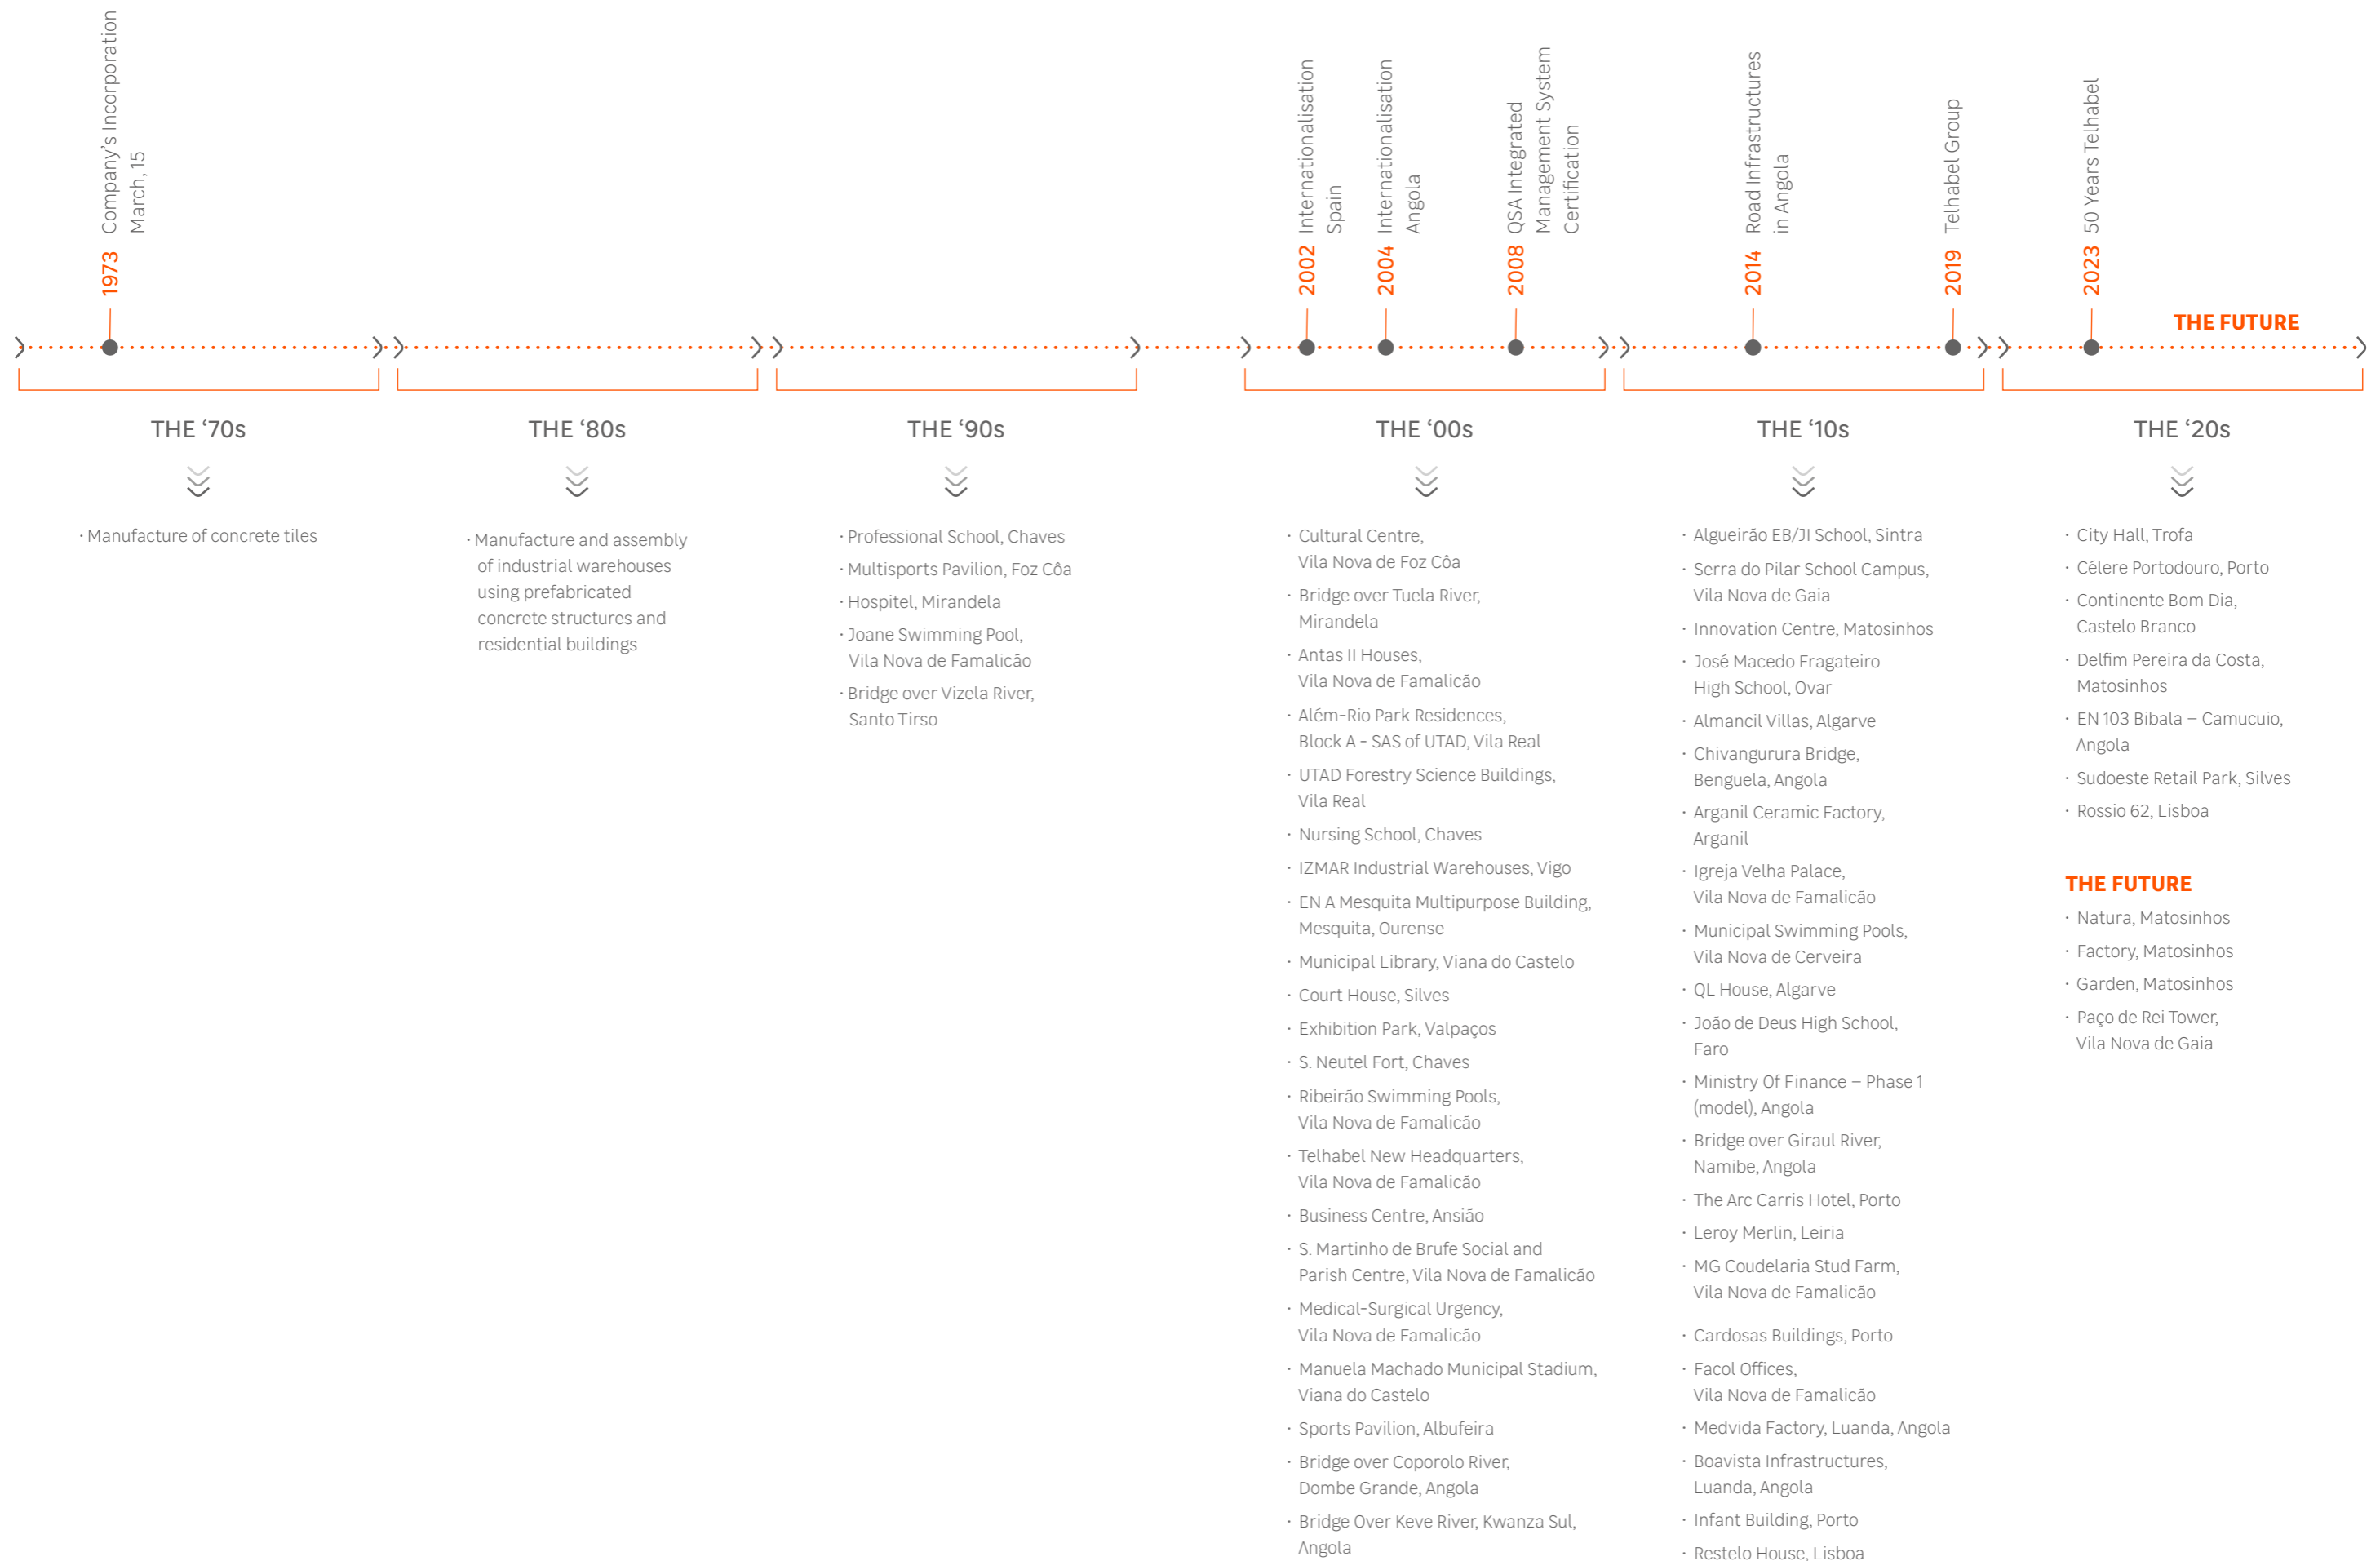 1973 Company's Incorporation
March, 15
2002 Internationalisation
Spain
2004 Internationalisation
Angola
2008 QSA Integrated
Management System
Certification
2014 Road Infrastructures
in Angola
2019 Telhabel Group
2023 50 Years Telhabel
THE FUTURE
THE ‘70s
· Manufacture of concrete tiles
THE ‘80s
· Manufacture and assembly
of industrial warehouses
using prefabricated
concrete structures and
residential buildings
THE ‘90s
· Professional School, Chaves
· Multisports Pavilion, Foz Côa
· Hospitel, Mirandela
· Joane Swimming Pool,
Vila Nova de Famalicão
· Bridge over Vizela River,
Santo Tirso
THE ‘00s
· Cultural Centre,
Vila Nova de Foz Côa
· Bridge over Tuela River,
Mirandela
· Antas II Houses,
Vila Nova de Famalicão
· Além-Rio Park Residences,
Block A - SAS of UTAD, Vila Real
· UTAD Forestry Science Buildings,
Vila Real
· Nursing School, Chaves
· IZMAR Industrial Warehouses, Vigo
· EN A Mesquita Multipurpose Building,
Mesquita, Ourense
· Municipal Library, Viana do Castelo
· Court House, Silves
· Exhibition Park, Valpaços
· S. Neutel Fort, Chaves
· Ribeirão Swimming Pools,
Vila Nova de Famalicão
· Telhabel New Headquarters,
Vila Nova de Famalicão
· Business Centre, Ansião
· S. Martinho de Brufe Social and
Parish Centre, Vila Nova de Famalicão
· Medical-Surgical Urgency,
Vila Nova de Famalicão
· Manuela Machado Municipal Stadium,
Viana do Castelo
· Sports Pavilion, Albufeira
· Bridge over Coporolo River,
Dombe Grande, Angola
· Bridge Over Keve River, Kwanza Sul,
Angola
THE ‘10s
· Algueirão EB/JI School, Sintra
· Serra do Pilar School Campus,
Vila Nova de Gaia
· Innovation Centre, Matosinhos
· José Macedo Fragateiro
High School, Ovar
· Almancil Villas, Algarve
· Chivangurura Bridge,
Benguela, Angola
· Arganil Ceramic Factory,
Arganil
· Igreja Velha Palace,
Vila Nova de Famalicão
· Municipal Swimming Pools,
Vila Nova de Cerveira
· QL House, Algarve
· João de Deus High School,
Faro
· Ministry Of Finance – Phase 1
(model), Angola
· Bridge over Giraul River,
Namibe, Angola
· The Arc Carris Hotel, Porto
· Leroy Merlin, Leiria
· MG Coudelaria Stud Farm,
Vila Nova de Famalicão
· Cardosas Buildings, Porto
· Facol Offices,
Vila Nova de Famalicão
· Medvida Factory, Luanda, Angola
· Boavista Infrastructures,
Luanda, Angola
· Infant Building, Porto
· Restelo House, Lisboa
THE ‘20s
· City Hall, Trofa
· Célere Portodouro, Porto
· Continente Bom Dia,
Castelo Branco
· Delfim Pereira da Costa,
Matosinhos
· EN 103 Bibala – Camucuio,
Angola
· Sudoeste Retail Park, Silves
· Rossio 62, Lisboa
THE FUTURE
· Natura, Matosinhos
· Factory, Matosinhos
· Garden, Matosinhos
· Paço de Rei Tower,
Vila Nova de Gaia